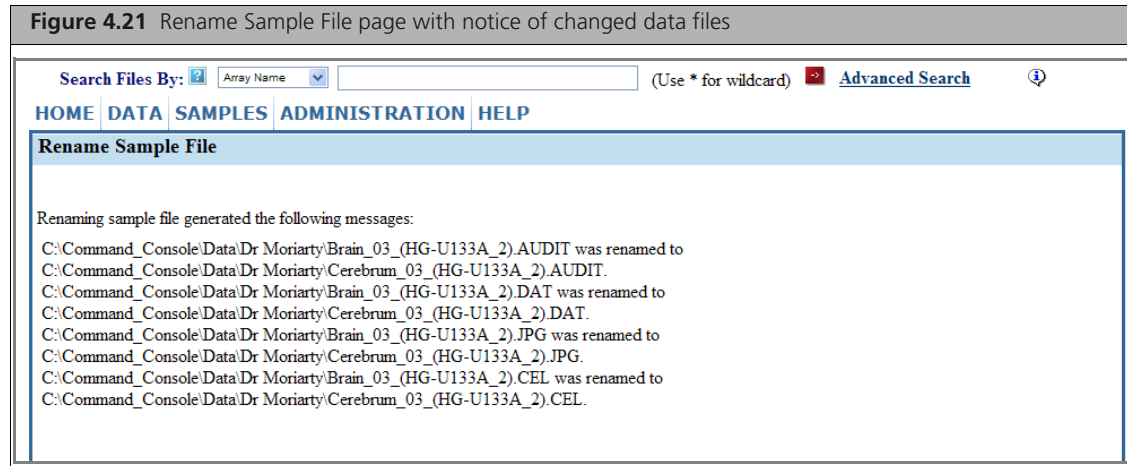 Figure 4.21 Rename Sample File page with notice of changed data files
Search Files By: ? Array Name (Use * for wildcard) Advanced Search
HOME DATA SAMPLES ADMINISTRATION HELP
Rename Sample File
Renaming sample file generated the following messages:
C:\Command_Console\Data\Dr Moriarty\Brain_03_(HG-U133A_2).AUDIT was renamed to
C:\Command_Console\Data\Dr Moriarty\Cerebrum_03_(HG-U133A_2).AUDIT.
C:\Command_Console\Data\Dr Moriarty\Brain_03_(HG-U133A_2).DAT was renamed to
C:\Command_Console\Data\Dr Moriarty\Cerebrum_03_(HG-U133A_2).DAT.
C:\Command_Console\Data\Dr Moriarty\Brain_03_(HG-U133A_2).JPG was renamed to
C:\Command_Console\Data\Dr Moriarty\Cerebrum_03_(HG-U133A_2).JPG.
C:\Command_Console\Data\Dr Moriarty\Brain_03_(HG-U133A_2).CEL was renamed to
C:\Command_Console\Data\Dr Moriarty\Cerebrum_03_(HG-U133A_2).CEL.